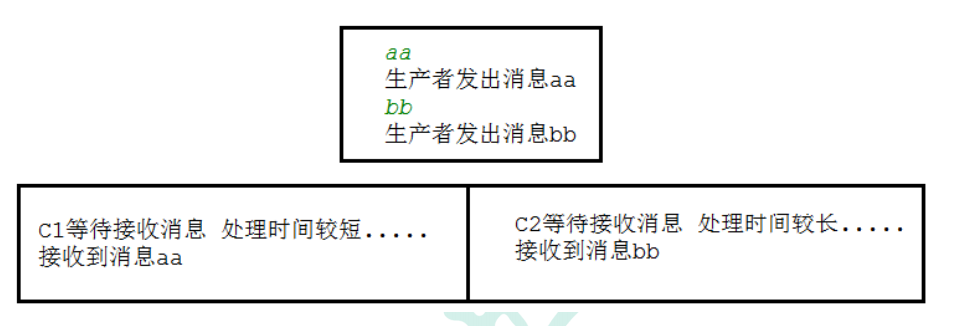 aa
生产者发出消息aa
bb
生产者发出消息bb
C1等待接收消息 处理时间较短.....
接收到消息aa
C2等待接收消息 处理时间较长.....
接收到消息bb